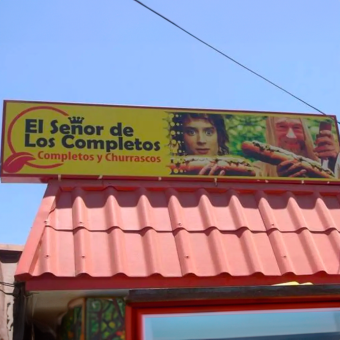 El Señor de
Los Completos
Completos y Churrascos